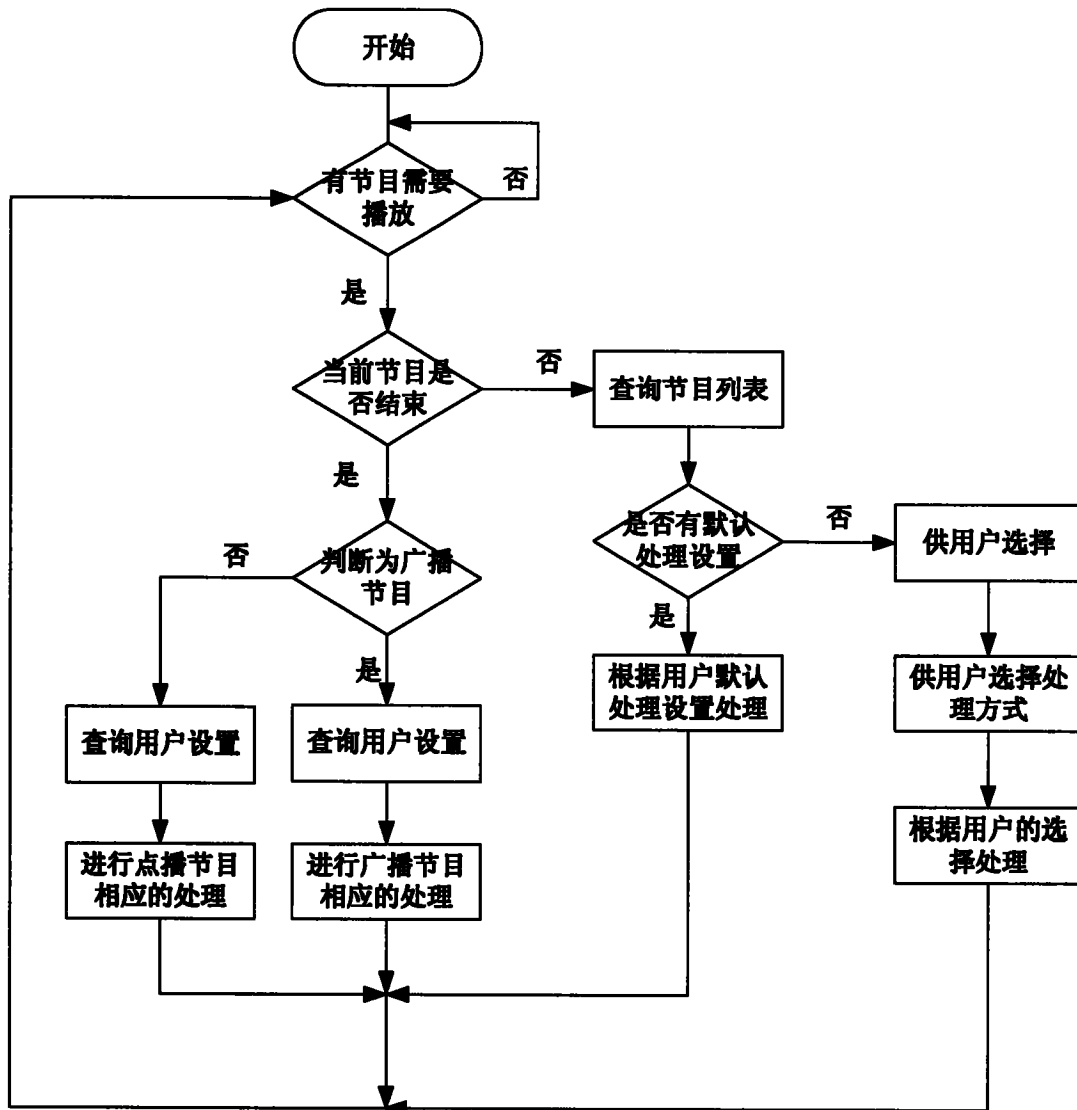 开始
有节目需要
播放
否
是
当前节目是
否结束
否
查询节目列表
是
是否有默认
处理设置
否
供用户选择
判断为广播
节目
否
是
是
根据用户默认
处理设置处理
供用户选择处
理方式
查询用户设置
查询用户设置
根据用户的选
择处理
进行点播节目
相应的处理
进行广播节目
相应的处理